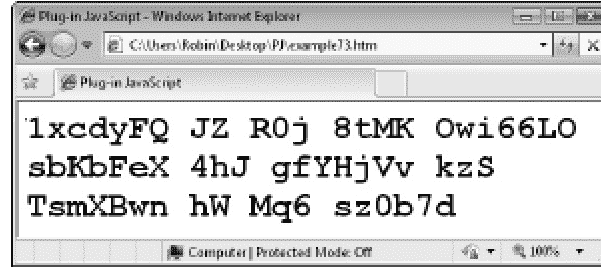 Plug-in JavaScript - Windows Internet Explorer
C:\Users\Robin\Desktop\PJ\example73.htm
Plug-in JavaScript
'1xcdyFQ JZ R0j 8tMK Owi66LO
sbKbFeX 4hJ gfYHjVv kzS
TsmXBwn hW Mq6 sz0b7d
Computer | Protected Mode: Off
100%